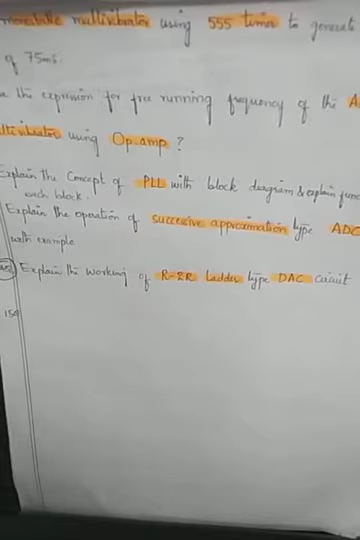 monostable multivibrator using 555 timer to generate
of 75ms.
the expression for free running frequency of the A
using Op-amp ?
Explain the Concept of PLL with block diagram & explain func
each block.
Explain the operation of successive approximation type ADC
with example
Explain the working of R-2R Ladder type DAC circuit